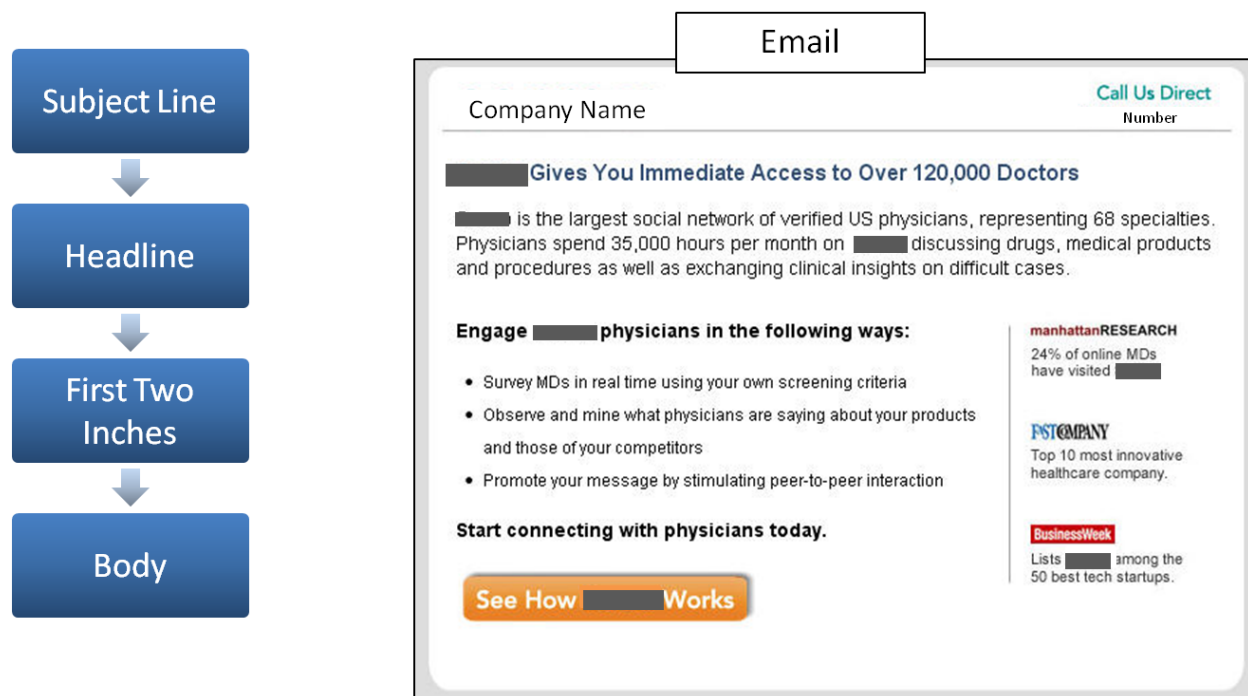 Subject Line
Headline
First Two
Inches
Body
Email
Company Name
Call Us Direct
Number
Gives You Immediate Access to Over 120,000 Doctors
is the largest social network of verified US physicians, representing 68 specialties.
Physicians spend 35,000 hours per month on discussing drugs, medical products
and procedures as well as exchanging clinical insights on difficult cases.
Engage physicians in the following ways:
• Survey MDs in real time using your own screening criteria
• Observe and mine what physicians are saying about your products
and those of your competitors
• Promote your message by stimulating peer-to-peer interaction
Start connecting with physicians today.
See How Works
manhattanRESEARCH
24% of online MDs
have visited
FAST COMPANY
Top 10 most innovative
healthcare company.
BusinessWeek
Lists among the
50 best tech startups.